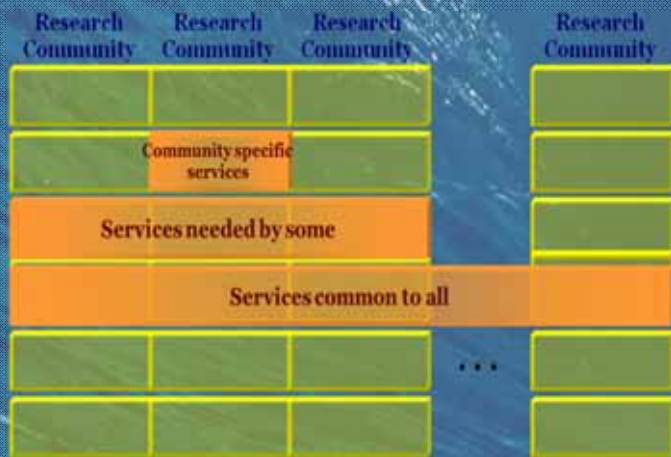 Research Research Research Research
Community Community Community Community
Community specific
services
Services needed by some
Services common to all
...